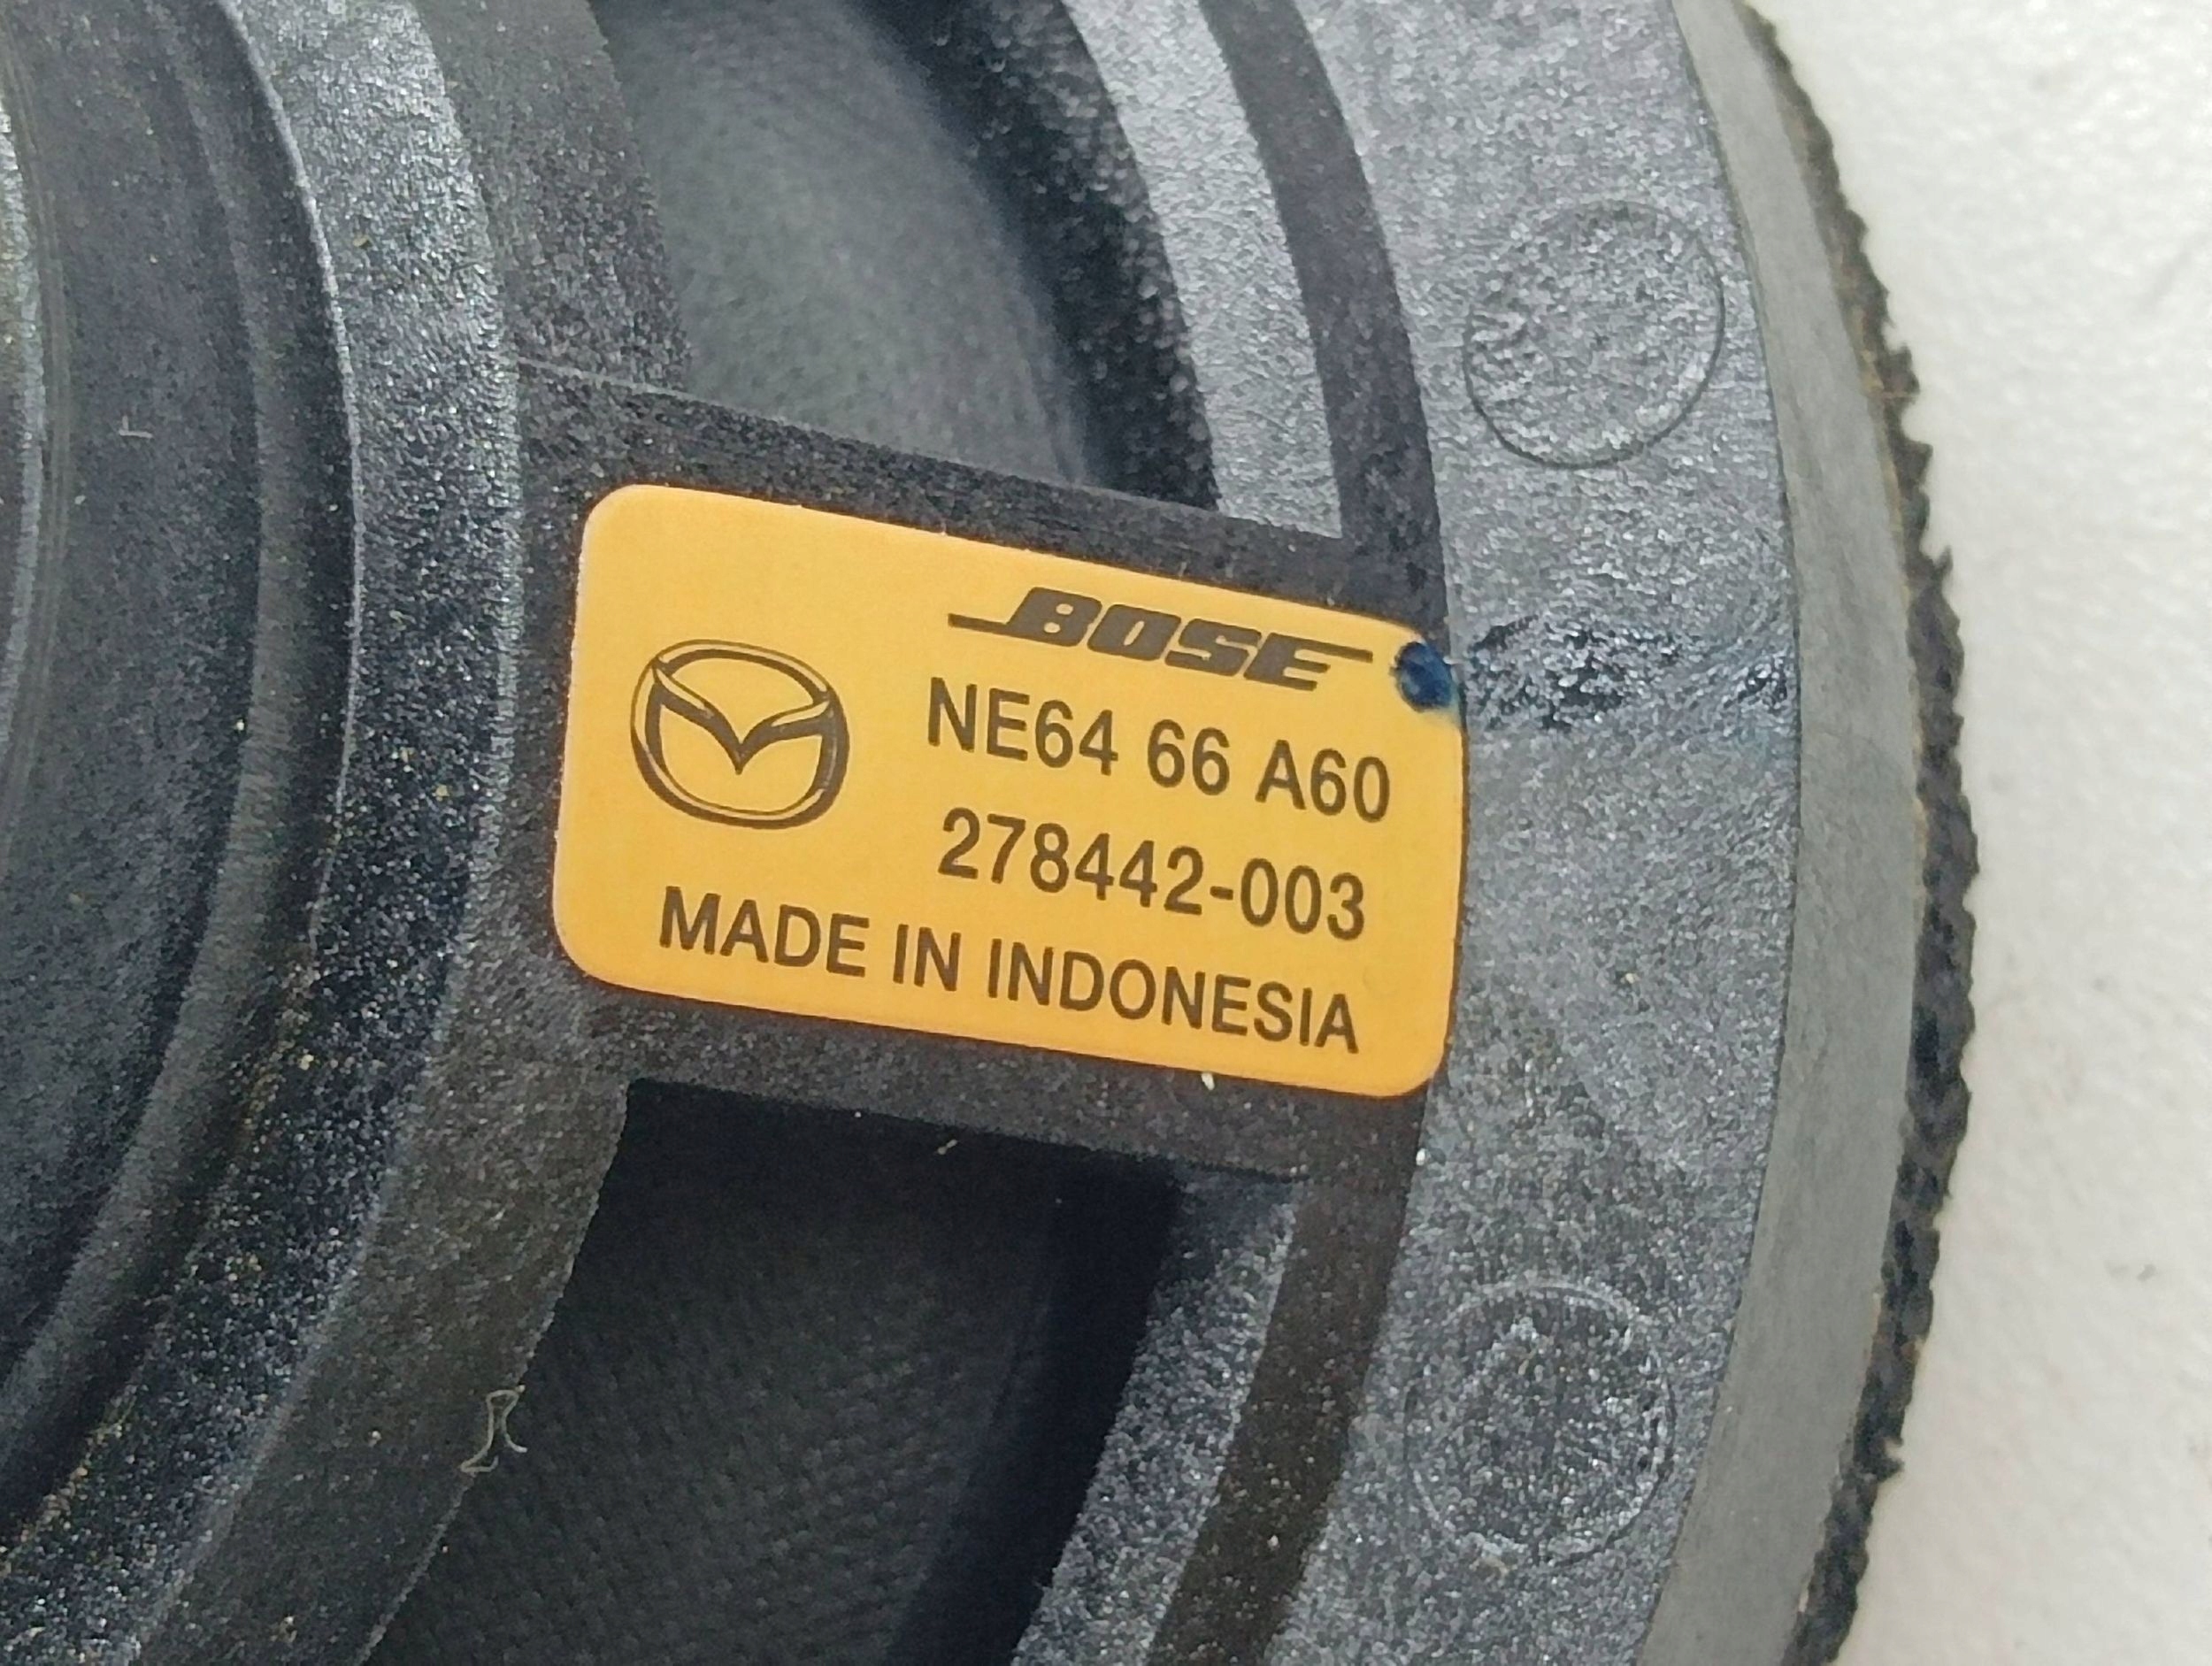 BOSE
NE64 66 A60
278442-003
MADE IN INDONESIA